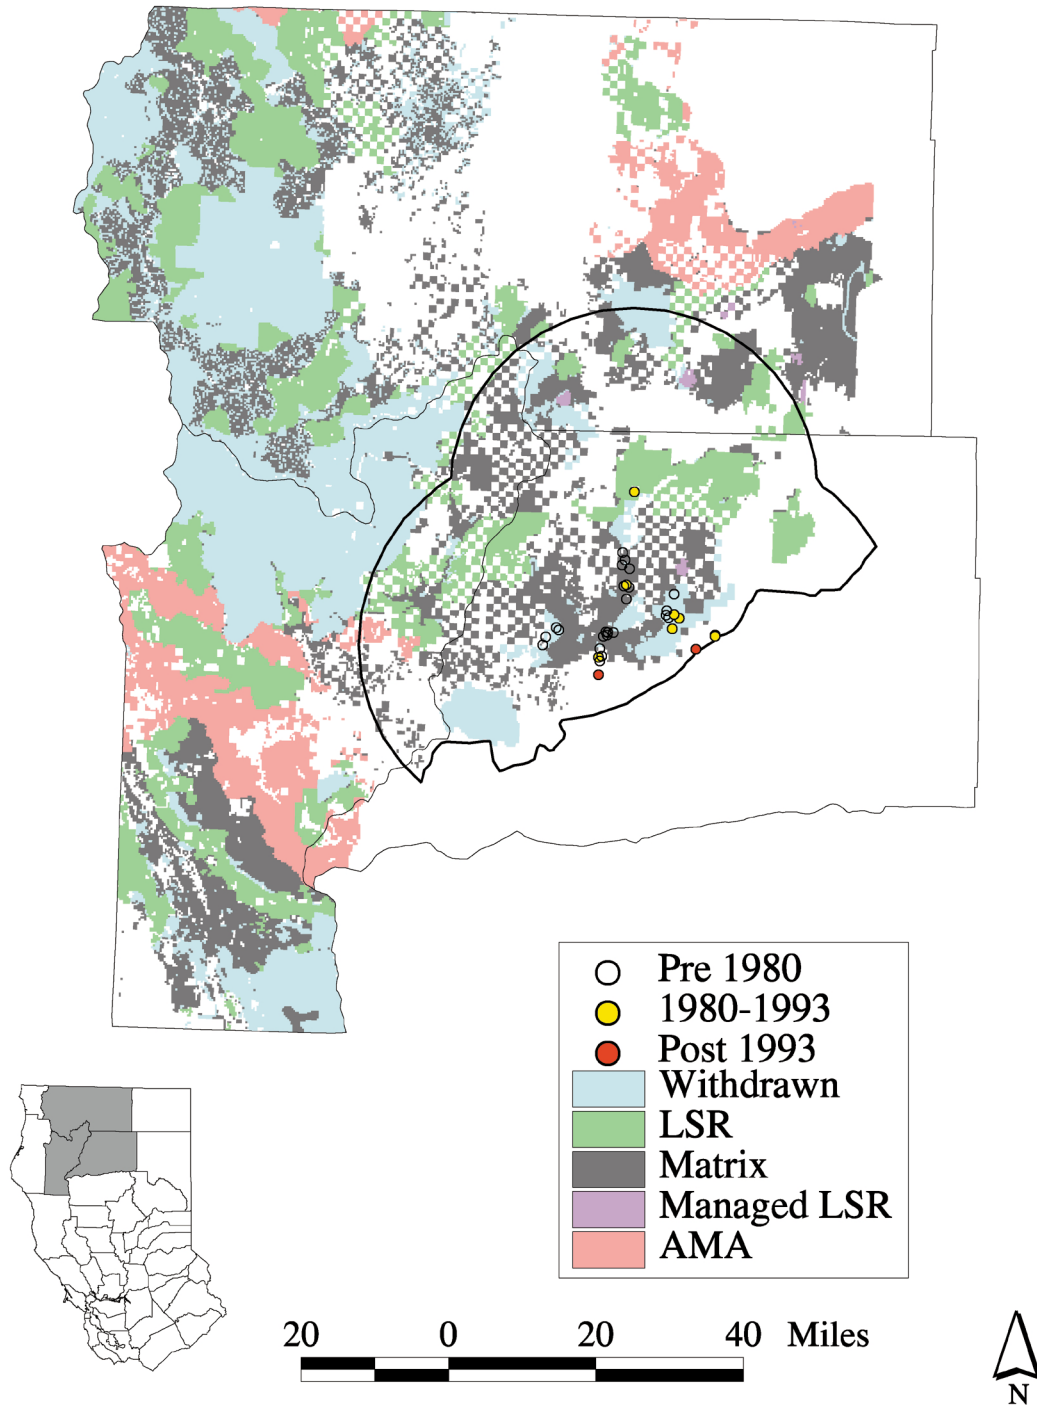 Pre 1980
1980-1993
Post 1993
Withdrawn
LSR
Matrix
Managed LSR
AMA
20 0 20 40 Miles
N